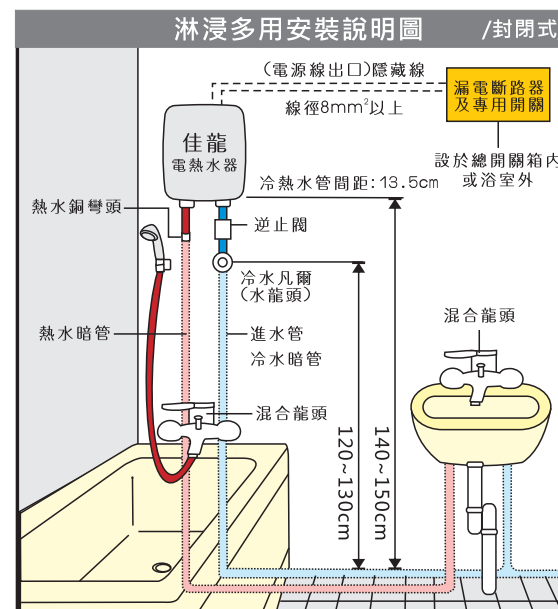 淋浸多用安裝說明圖 /封閉式
(電源線出口)隱藏線
線徑8mm²以上
漏電斷路器
及專用開關
設於總開關箱內
或浴室外
佳龍
電熱水器
冷熱水管間距:13.5cm
熱水銅彎頭
逆止閥
冷水凡爾
(水龍頭)
熱水暗管
進水管
冷水暗管
混合龍頭
混合龍頭
120~130cm
140~150cm